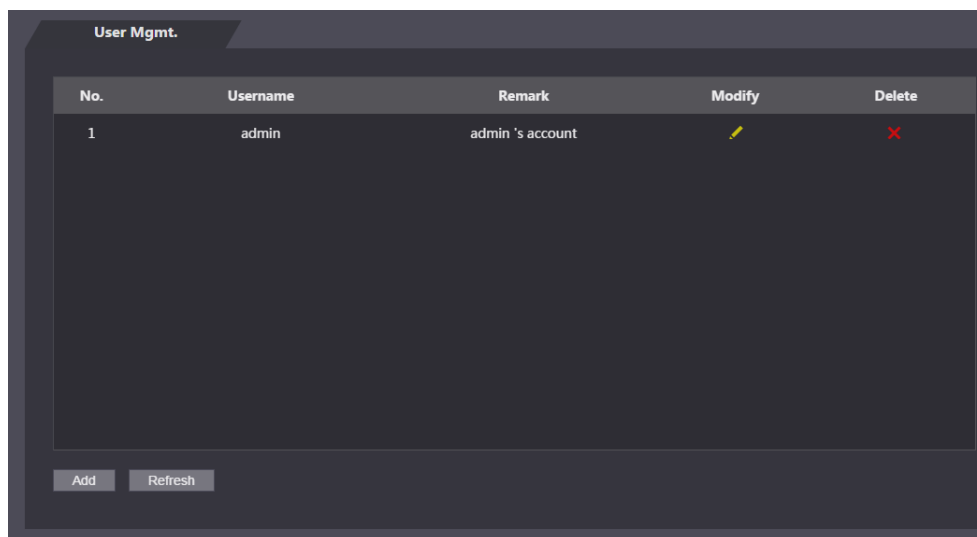 User Mgmt.
No. Username Remark Modify Delete
1 admin admin 's account
Add Refresh